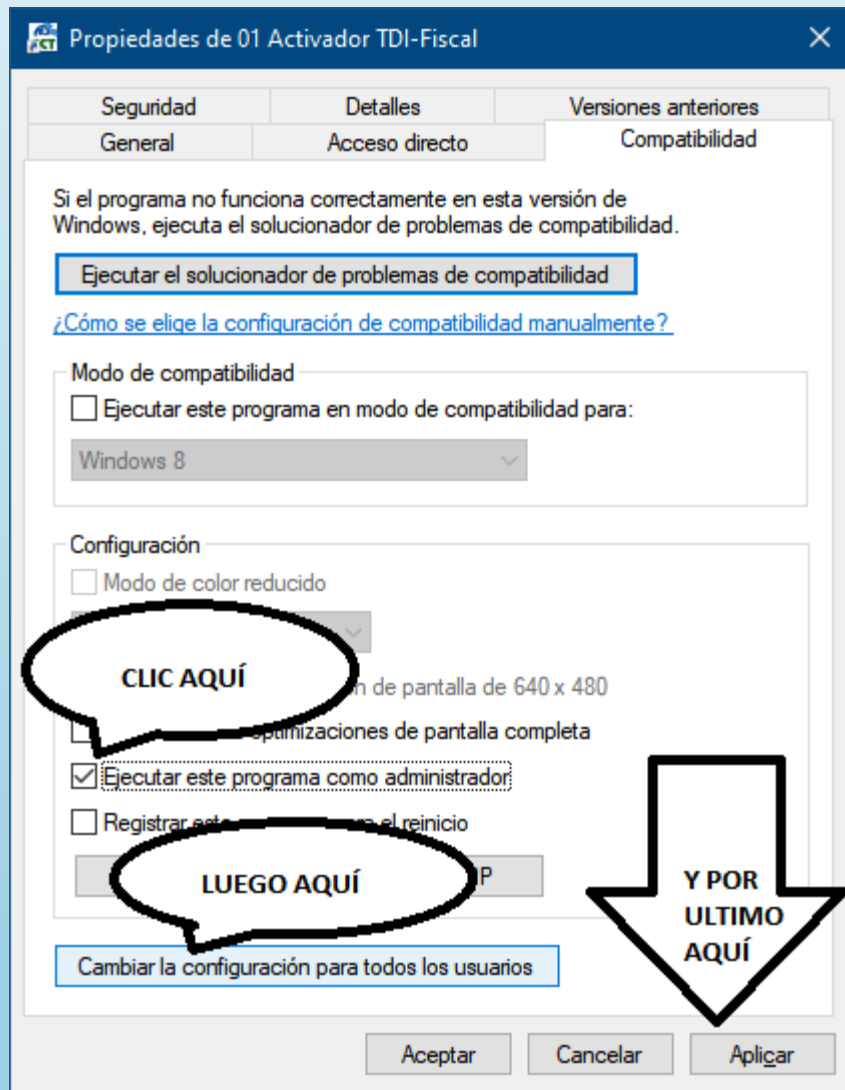 Propiedades de 01 Activador TDI-Fiscal
Seguridad
Detalles
Versiones anteriores
General
Acceso directo
Compatibilidad
Si el programa no funciona correctamente en esta versión de
Windows, ejecuta el solucionador de problemas de compatibilidad.
Ejecutar el solucionador de problemas de compatibilidad
¿Cómo se elige la configuración de compatibilidad manualmente?
Modo de compatibilidad
Ejecutar este programa en modo de compatibilidad para:
Windows 8
Configuración
Modo de color reducido
CLIC AQUÍ
de pantalla de 640 x 480
optimizaciones de pantalla completa
Ejecutar este programa como administrador
Registrar el reinicio
LUEGO AQUÍ
Y POR
ULTIMO
AQUÍ
Cambiar la configuración para todos los usuarios
Aceptar
Cancelar
Aplicar